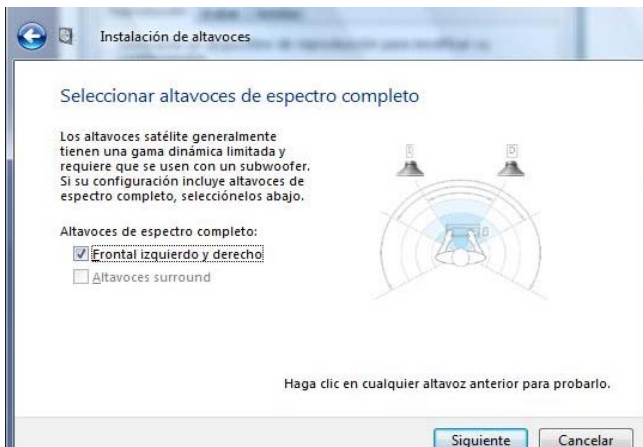 Instalación de altavoces
Seleccionar altavoces de espectro completo
Los altavoces satélite generalmente
tienen una gama dinámica limitada y
requiere que se usen con un subwoofer.
Si su configuración incluye altavoces de
espectro completo, selecciónelos abajo.
Altavoces de espectro completo:
Frontal izquierdo y derecho
Altavoces surround
I
D
Haga clic en cualquier altavoz anterior para probarlo.
Siguiente
Cancelar